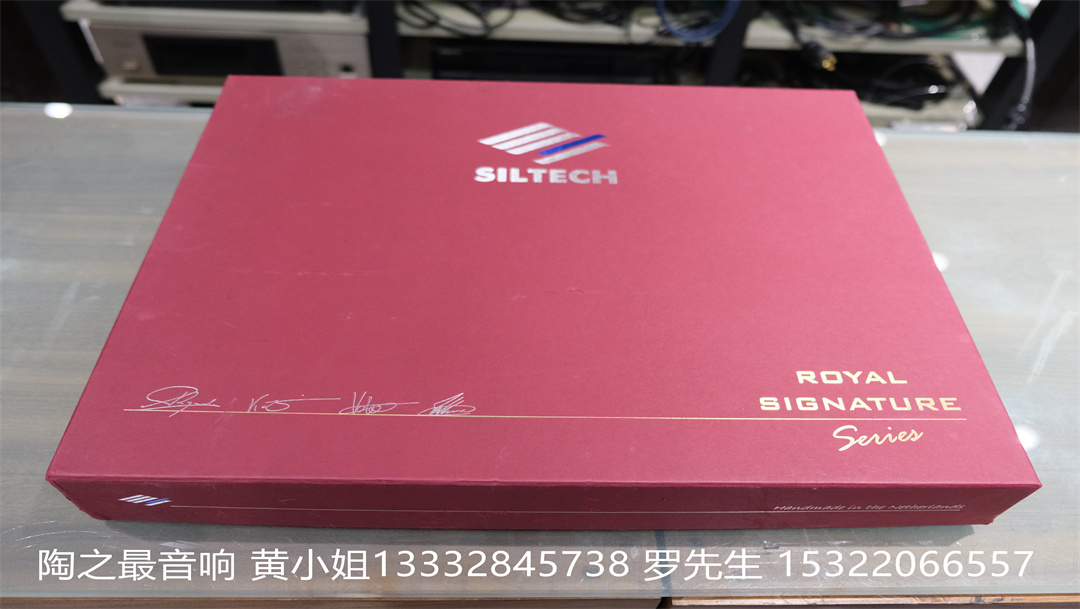 SILTECH
ROYAL
SIGNATURE
Series
Handmade in the Netherlands
陶之最音响 黄小姐13332845738 罗先生 15322066557